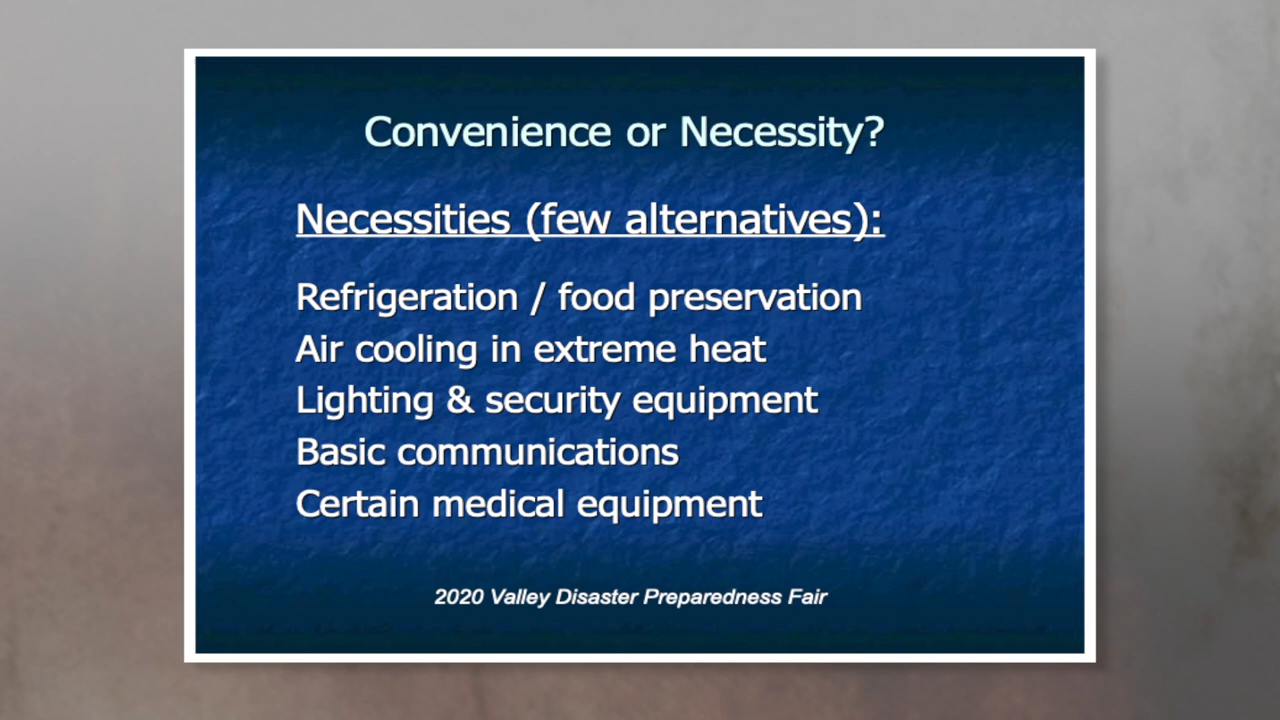 Convenience or Necessity?
Necessities (few alternatives):
Refrigeration / food preservation
Air cooling in extreme heat
Lighting & security equipment
Basic communications
Certain medical equipment
2020 Valley Disaster Preparedness Fair